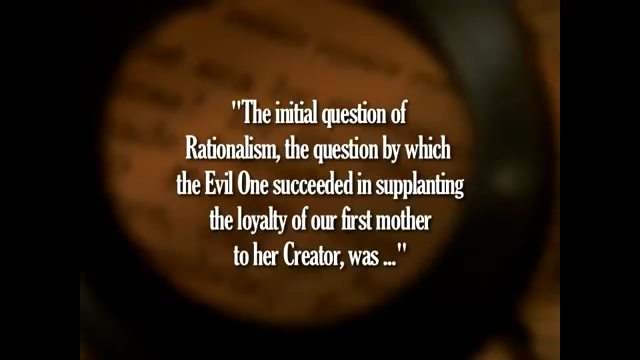 "The initial question of
Rationalism, the question by which
the Evil One succeeded in supplanting
the loyalty of our first mother
to her Creator, was ..."